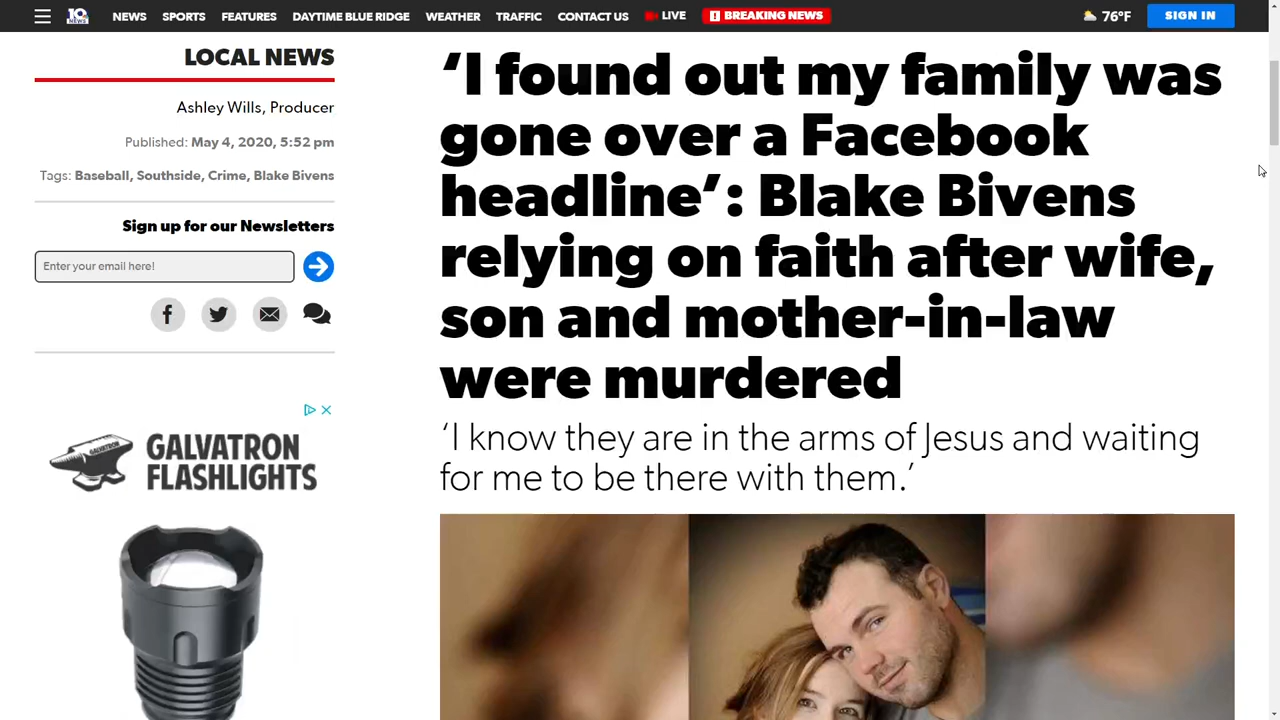 10
NEWS
NEWS
SPORTS
FEATURES
DAYTIME BLUE RIDGE
WEATHER
TRAFFIC
CONTACT US
LIVE
BREAKING NEWS
76°F
SIGN IN
LOCAL NEWS
Ashley Wills, Producer
Published: May 4, 2020, 5:52 pm
Tags: Baseball, Southside, Crime, Blake Bivens
Sign up for our Newsletters
Enter your email here!
GALVATRON
FLASHLIGHTS
‘I found out my family was
gone over a Facebook
headline’: Blake Bivens
relying on faith after wife,
son and mother-in-law
were murdered
‘I know they are in the arms of Jesus and waiting
for me to be there with them.’